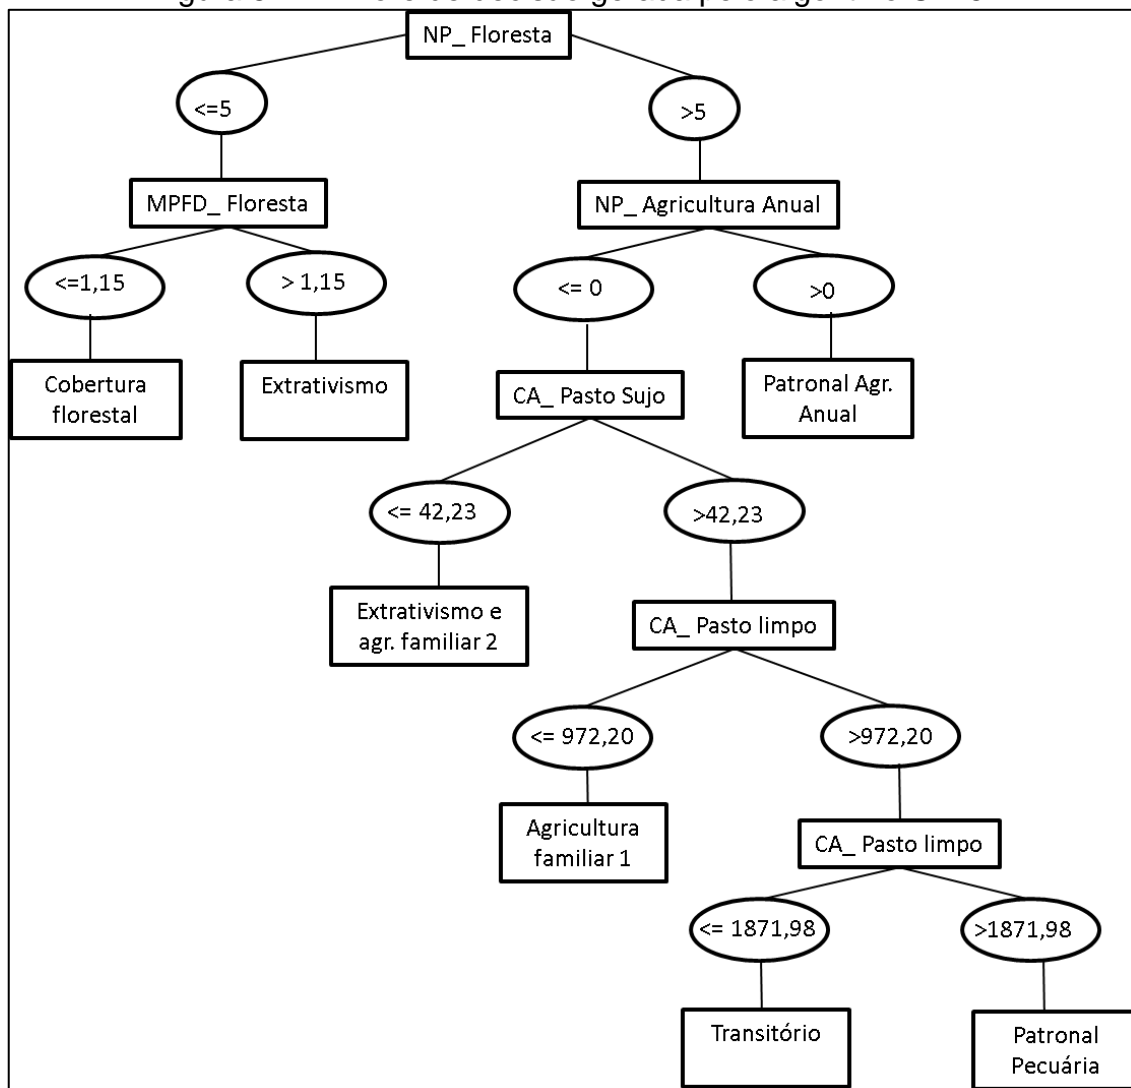 NP_ Floresta
<=5
>5
MPFD_ Floresta
NP_ Agricultura Anual
<=1,15
> 1,15
<= 0
>0
Cobertura
florestal
Extrativismo
CA_ Pasto Sujo
Patronal Agr.
Anual
<= 42,23
>42,23
Extrativismo e
agr. familiar 2
CA_ Pasto limpo
<= 972,20
>972,20
Agricultura
familiar 1
CA_ Pasto limpo
<= 1871,98
>1871,98
Transitório
Patronal
Pecuária